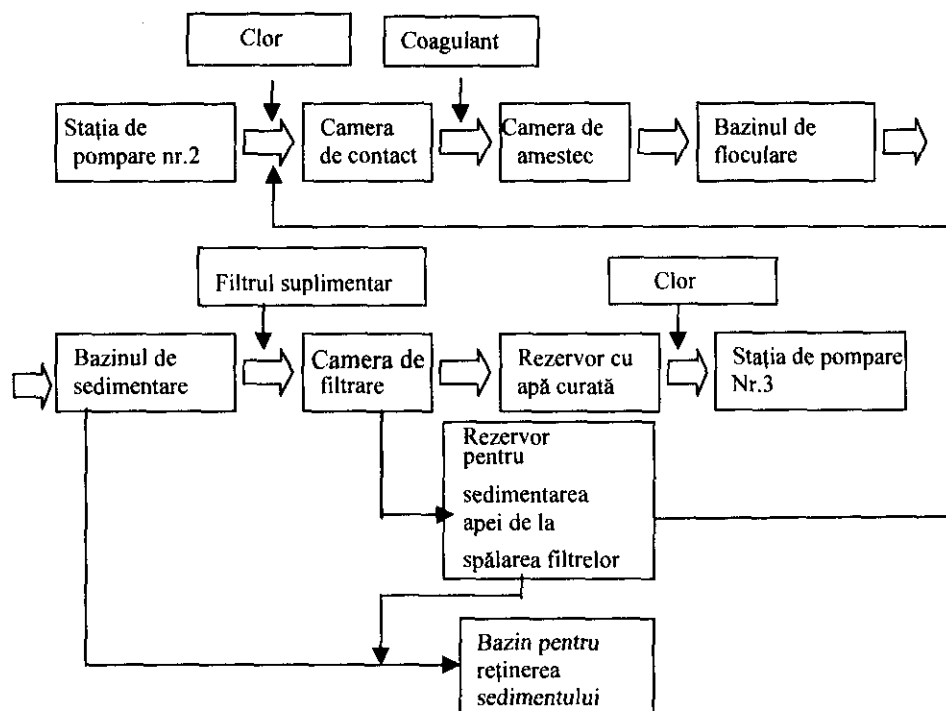 Clor
Coagulant
Stația de
pompare nr.2
Camera
de contact
Camera de
amestec
Bazinul de
floculare
Filtrul suplimentar
Clor
Bazinul de
sedimentare
Camera de
filtrare
Rezervor cu
apă curată
Stația de pompare
Nr.3
Rezervor
pentru
sedimentarea
apei de la
spălarea filtrelor
Bazin pentru
reținerea
sedimentului